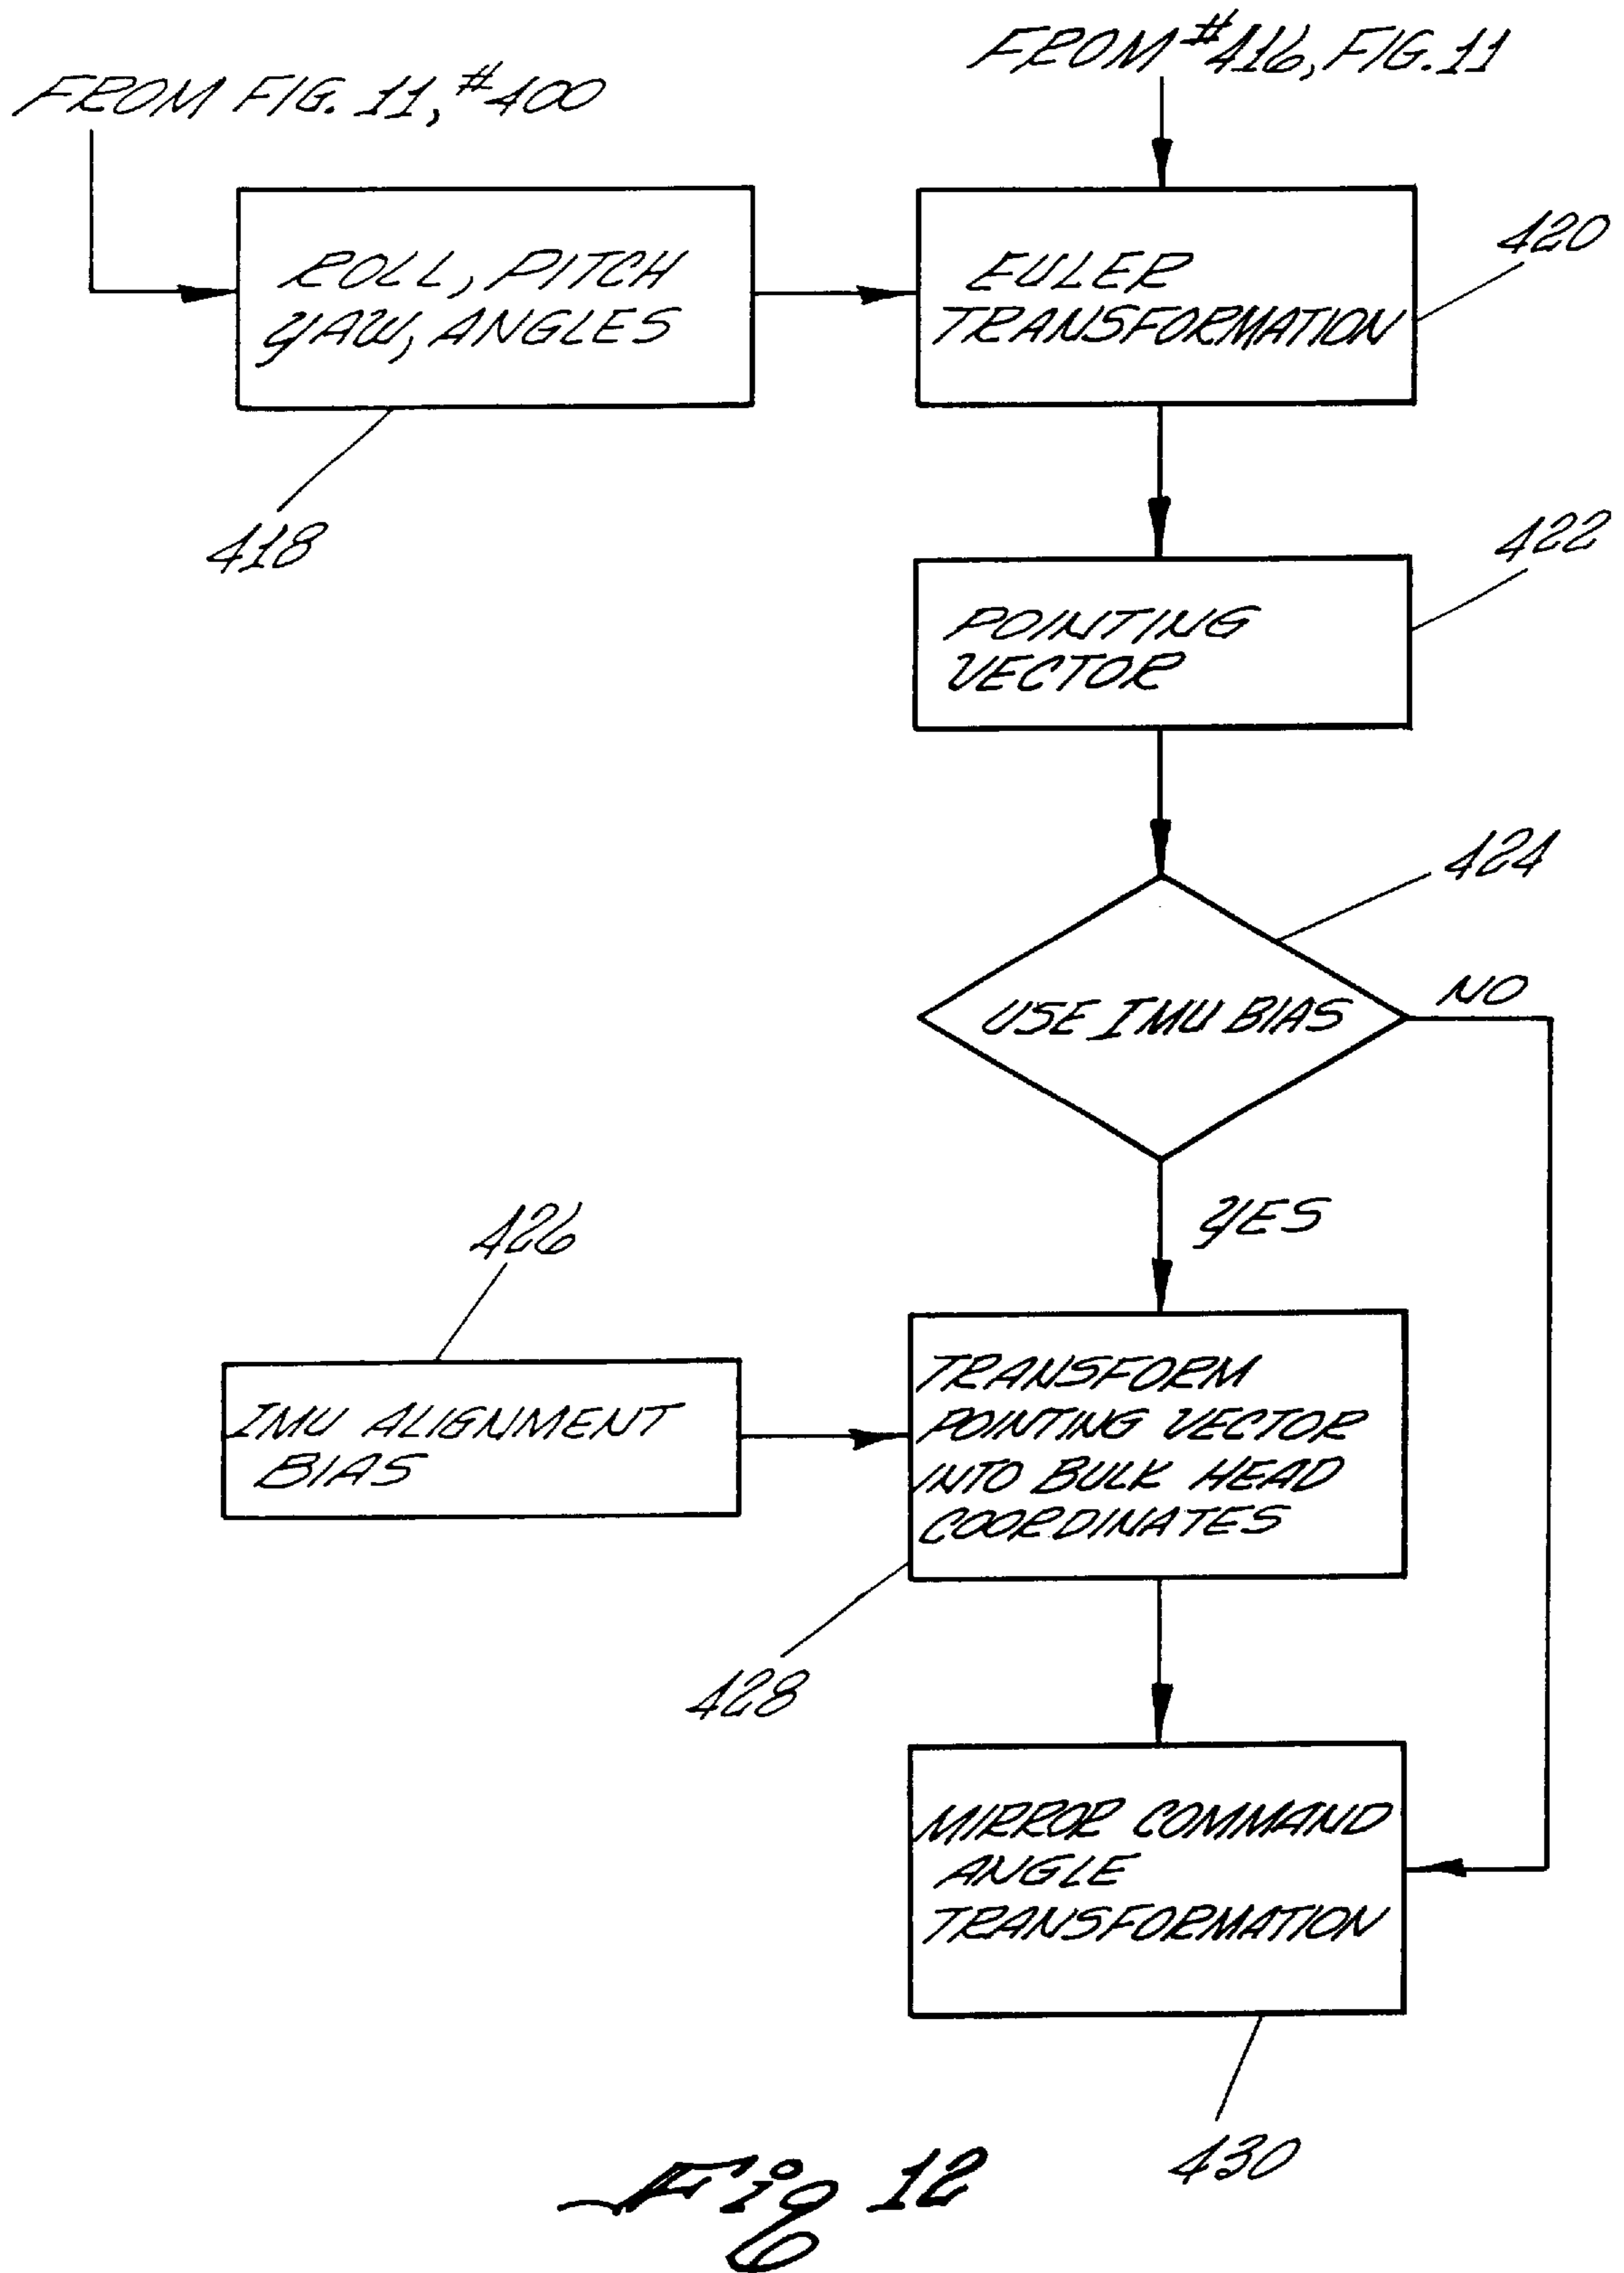 FROM #416, FIG. 11
FROM FIG. 11, #400
ROLL, PITCH
YAW, ANGLES
EULER
TRANSFORMATION
420
418
POINTING
VECTOR
422
424
USE IMU BIAS
NO
YES
426
IMU ALIGNMENT
BIAS
TRANSFORM
POINTING VECTOR
INTO BULK HEAD
COORDINATES
428
MIRROR COMMAND
ANGLE
TRANSFORMATION
430
Fig 12